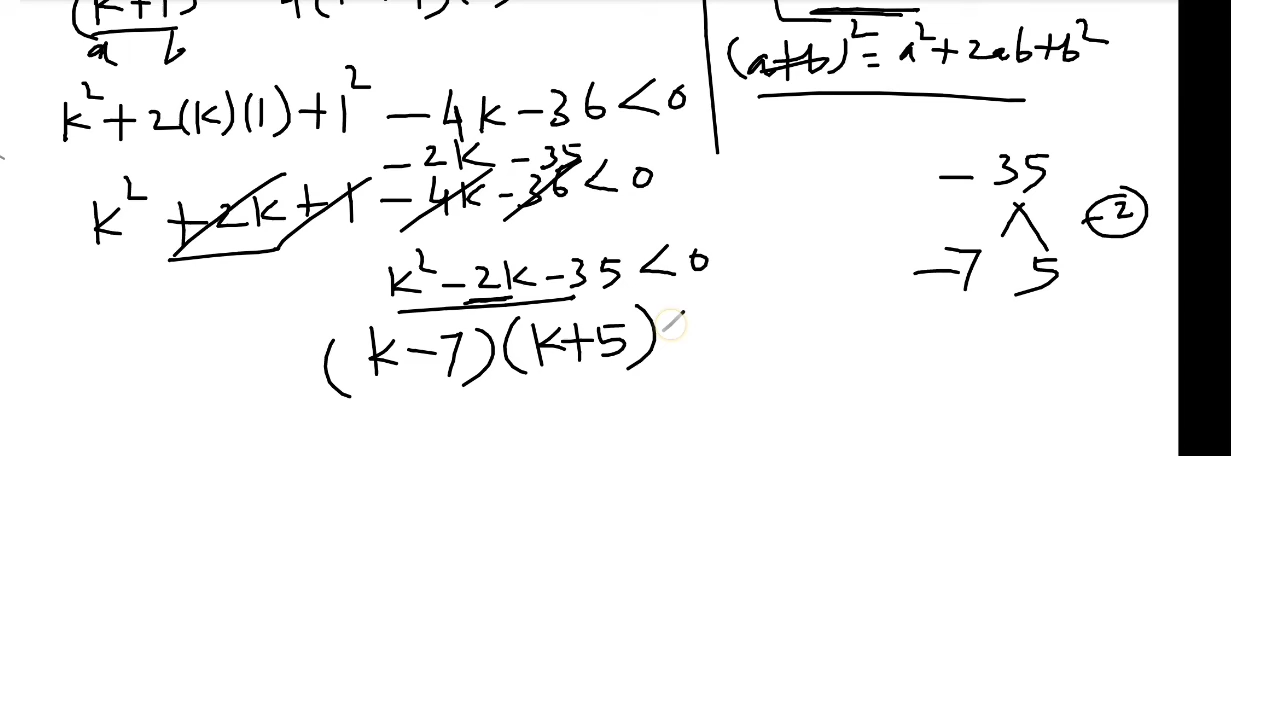 a b
(a+b)² = a²+2ab+b²
k²+2(k)(1)+1² -4k-36<0
-2k -35
k² +2k+1 -4k-36<0
-35
-2
-7 5
k²-2k-35<0
(k-7)(k+5)